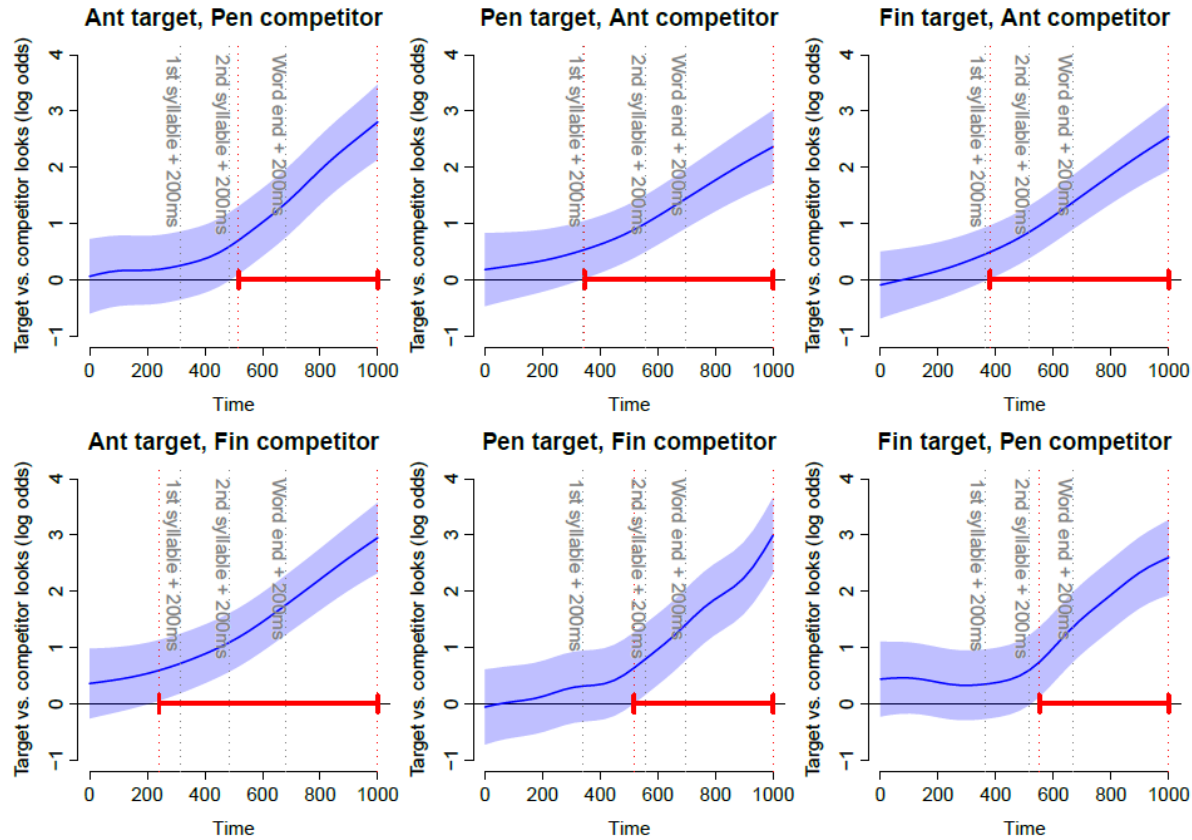 Ant target, Pen competitor
Target vs. competitor looks (log odds)
4
3
2
1
0
−1
1st syllable + 200ms
2nd syllable + 200ms
Word end + 200ms
0 200 400 600 800 1000
Time
Pen target, Ant competitor
Target vs. competitor looks (log odds)
4
3
2
1
0
−1
1st syllable + 200ms
2nd syllable + 200ms
Word end + 200ms
0 200 400 600 800 1000
Time
Fin target, Ant competitor
Target vs. competitor looks (log odds)
4
3
2
1
0
−1
1st syllable + 200ms
2nd syllable + 200ms
Word end + 200ms
0 200 400 600 800 1000
Time
Ant target, Fin competitor
Target vs. competitor looks (log odds)
4
3
2
1
0
−1
1st syllable + 200ms
2nd syllable + 200ms
Word end + 200ms
0 200 400 600 800 1000
Time
Pen target, Fin competitor
Target vs. competitor looks (log odds)
4
3
2
1
0
−1
1st syllable + 200ms
2nd syllable + 200ms
Word end + 200ms
0 200 400 600 800 1000
Time
Fin target, Pen competitor
Target vs. competitor looks (log odds)
4
3
2
1
0
−1
1st syllable + 200ms
2nd syllable + 200ms
Word end + 200ms
0 200 400 600 800 1000
Time